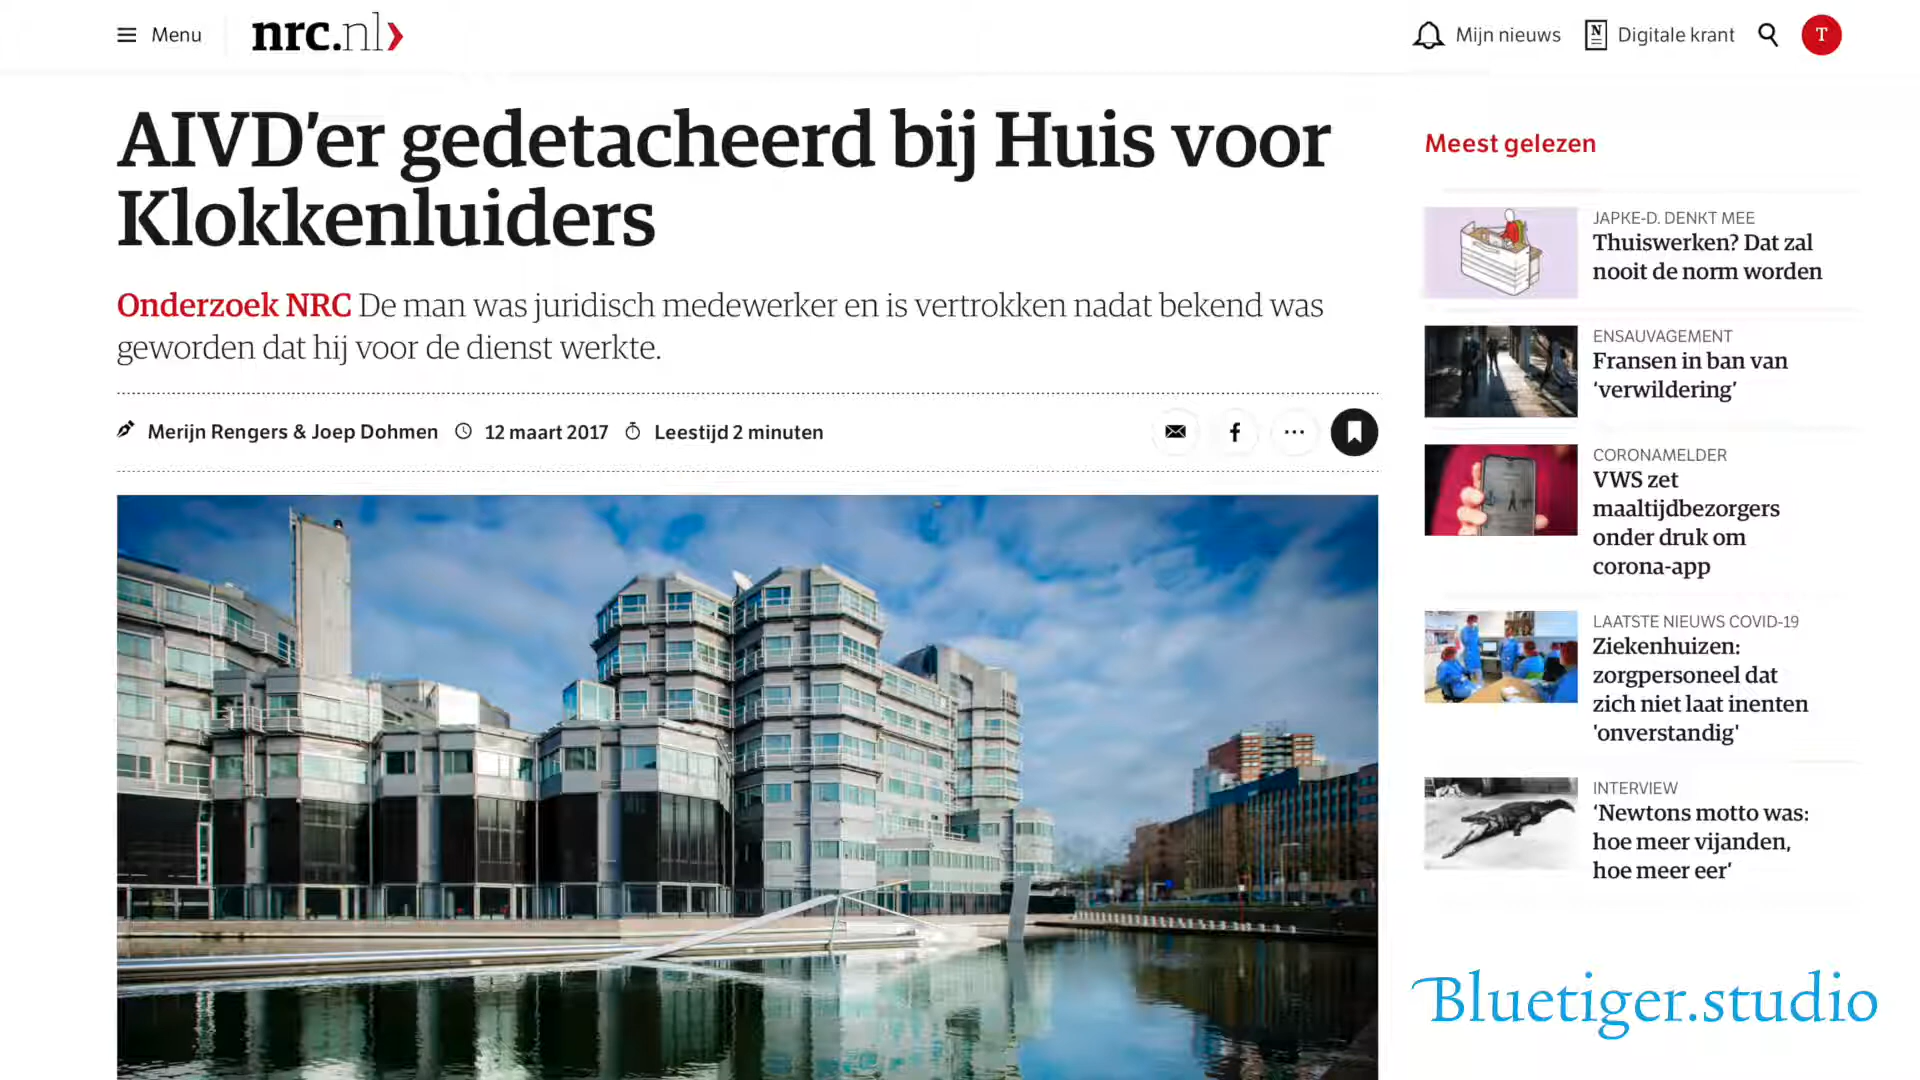 Menu
nrc.nl
Mijn nieuws
Digitale krant
T
AIVD’er gedetacheerd bij Huis voor
Klokkenluiders
Onderzoek NRC De man was juridisch medewerker en is vertrokken nadat bekend was
geworden dat hij voor de dienst werkte.
Merijn Rengers & Joep Dohmen
12 maart 2017
Leestijd 2 minuten
Meest gelezen
JAPKE-D. DENKT MEE
Thuiswerken? Dat zal
nooit de norm worden
ENSAUVAGEMENT
Fransen in ban van
‘verwildering’
CORONAMELDER
VWS zet
maaltijdbezorgers
onder druk om
corona-app
LAATSTE NIEUWS COVID-19
Ziekenhuizen:
zorgpersoneel dat
zich niet laat inenten
'onverstandig'
INTERVIEW
‘Newtons motto was:
hoe meer vijanden,
hoe meer eer’
Bluetiger.studio